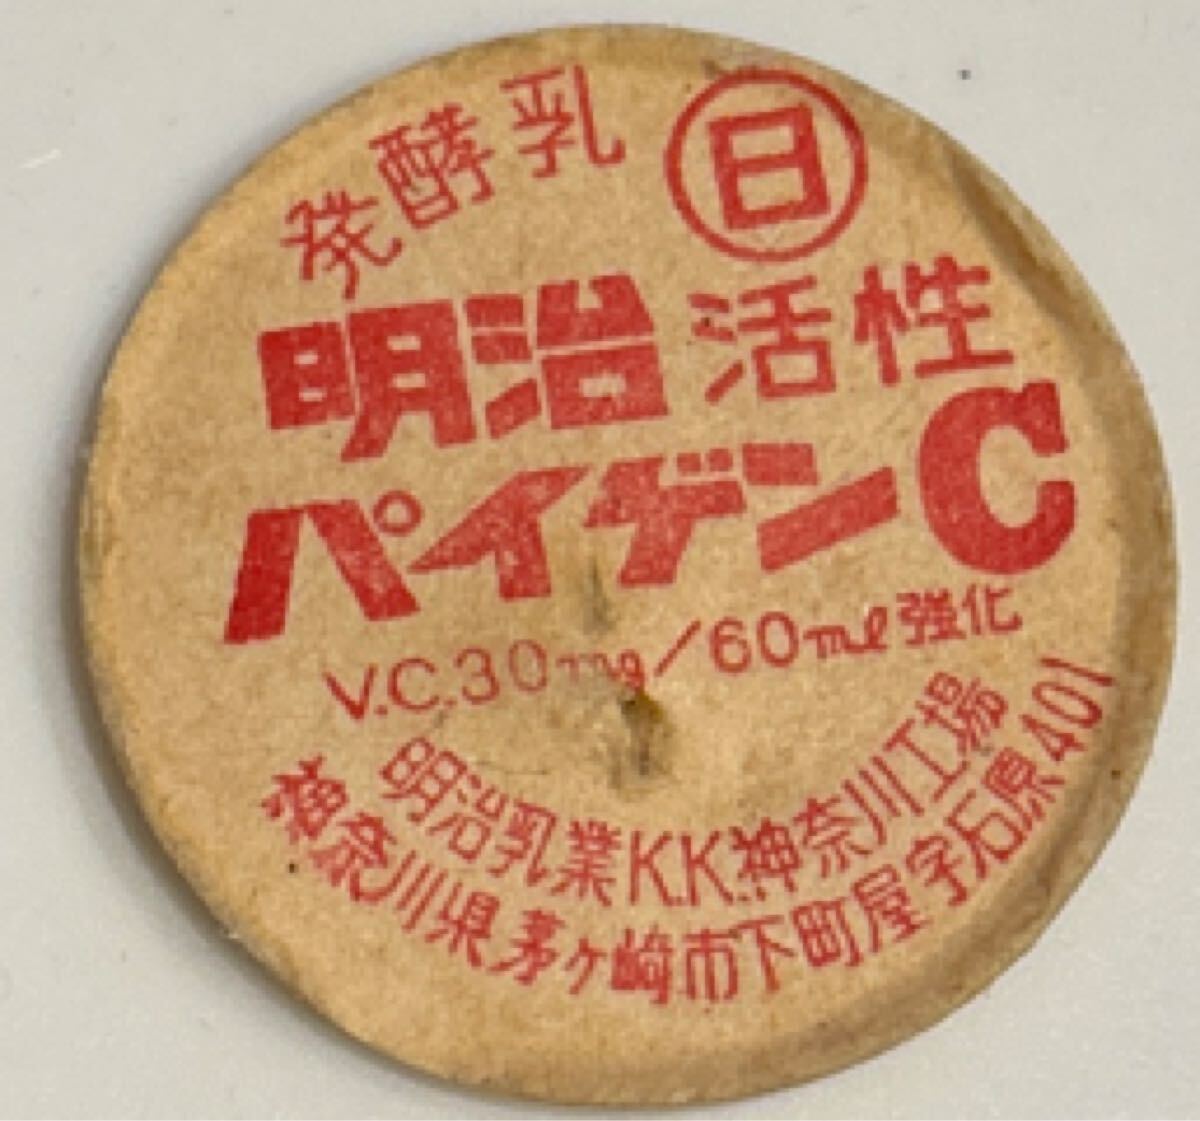 発酵乳 日
明治 活性
パイゲンC
V.C.30mg/60ml強化
明治乳業K.K.神奈川工場
神奈川県茅ヶ崎市下町屋字石原401